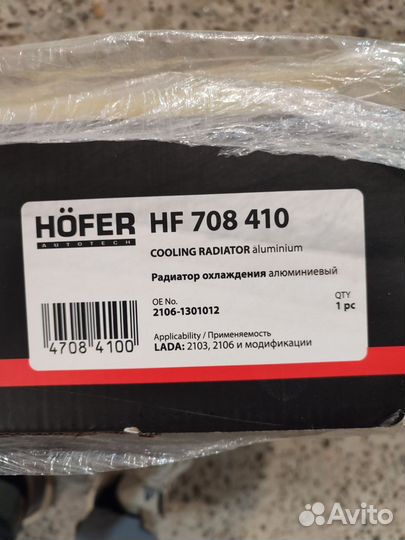 HÖFER
AUTOTECH
HF 708 410
COOLING RADIATOR aluminium
Радиатор охлаждения алюминиевый
OE No.
2106-1301012
QTY
1 pc
Applicability / Применяемость
LADA: 2103, 2106 и модификации
4708 4100
Avito